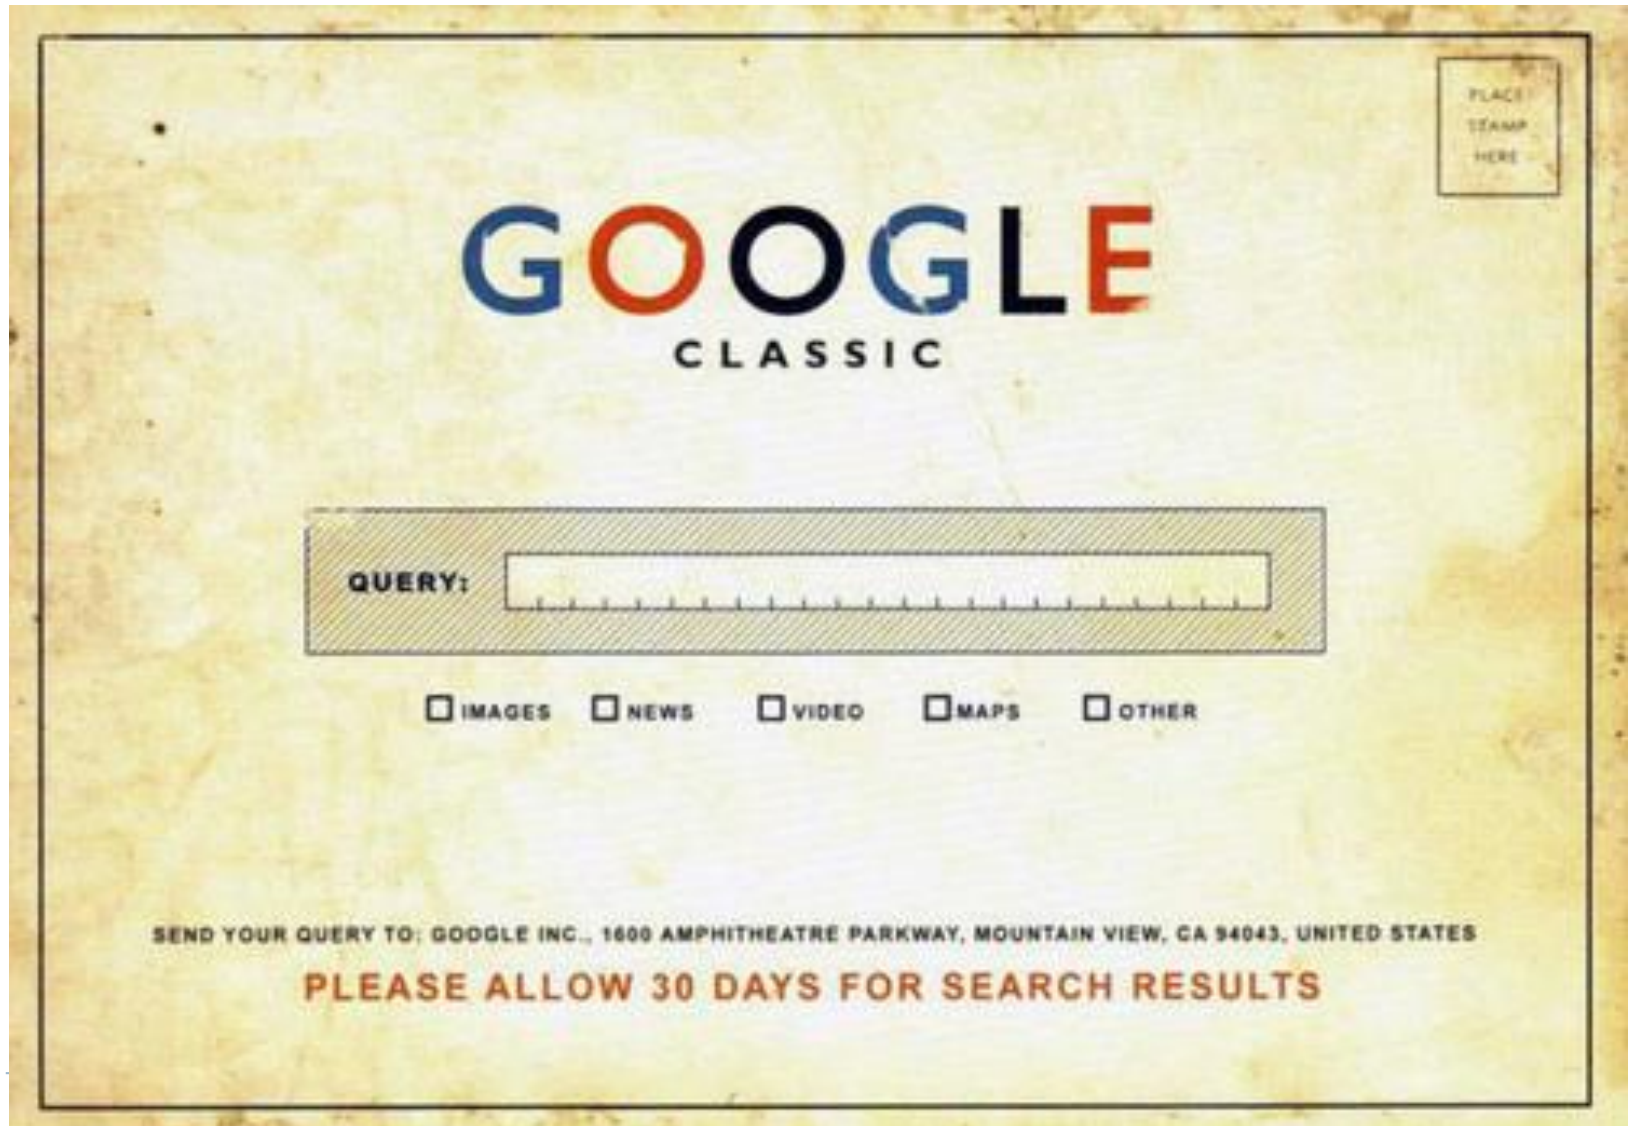 PLACE
STAMP
HERE
GOOGLE
CLASSIC
QUERY:
IMAGES NEWS VIDEO MAPS OTHER
SEND YOUR QUERY TO: GOOGLE INC., 1600 AMPHITHEATRE PARKWAY, MOUNTAIN VIEW, CA 94043, UNITED STATES
PLEASE ALLOW 30 DAYS FOR SEARCH RESULTS